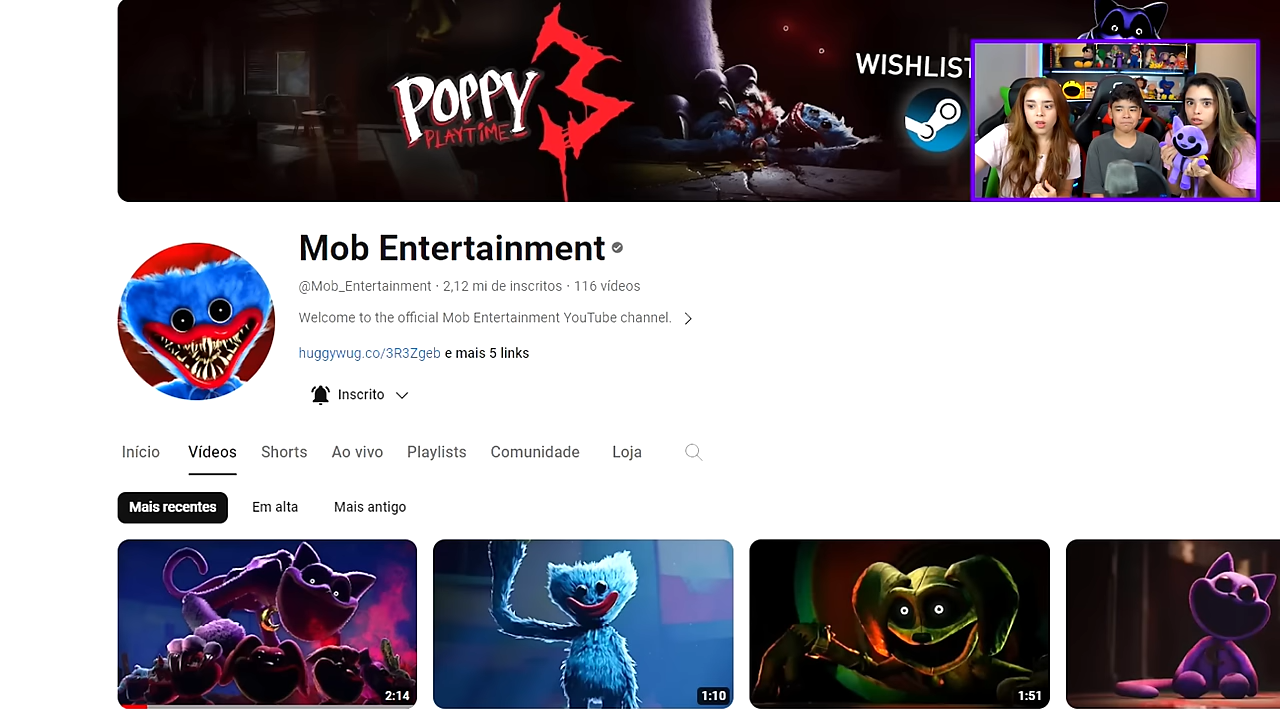 POPPY
PLAYTIME
3
WISHLIST
Mob Entertainment
@Mob_Entertainment · 2,12 mi de inscritos · 116 vídeos
Welcome to the official Mob Entertainment YouTube channel.
huggywug.co/3R3Zgeb e mais 5 links
Inscrito
Início Vídeos Shorts Ao vivo Playlists Comunidade Loja
Mais recentes Em alta Mais antigo
2:14 1:10 1:51